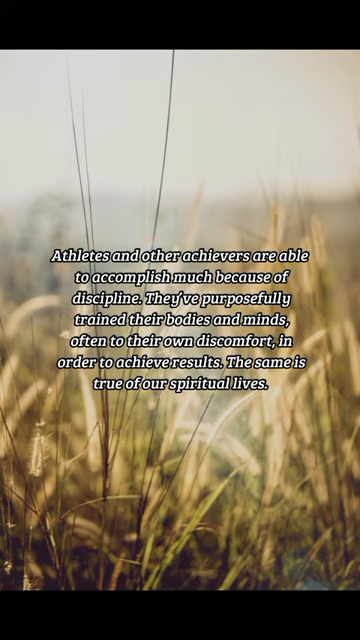 Athletes and other achievers are able
to accomplish much because of
discipline. They've purposefully
trained their bodies and minds,
often to their own discomfort, in
order to achieve results. The same is
true of our spiritual lives.